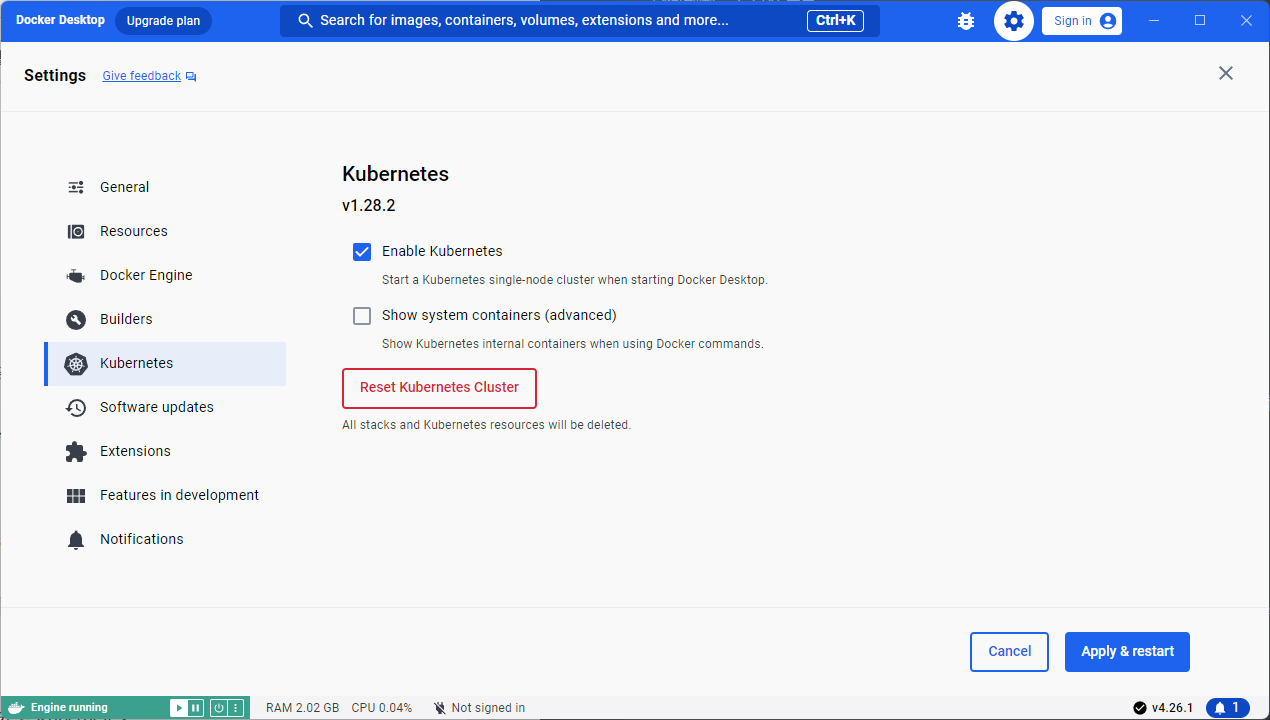 Docker Desktop Upgrade plan Search for images, containers, volumes, extensions and more... Ctrl+K Sign in
Settings Give feedback
General
Resources
Docker Engine
Builders
Kubernetes
Software updates
Extensions
Features in development
Notifications
Kubernetes
v1.28.2
Enable Kubernetes
Start a Kubernetes single-node cluster when starting Docker Desktop.
Show system containers (advanced)
Show Kubernetes internal containers when using Docker commands.
Reset Kubernetes Cluster
All stacks and Kubernetes resources will be deleted.
Cancel Apply & restart
Engine running RAM 2.02 GB CPU 0.04% Not signed in v4.26.1 1